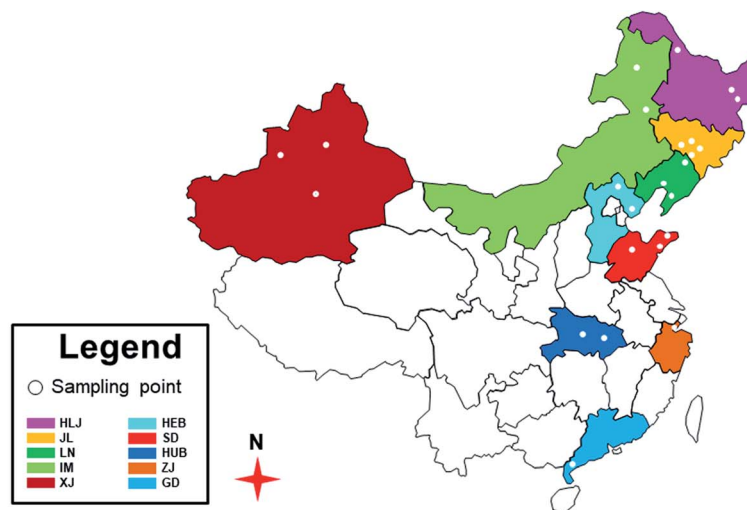 Legend
Sampling point
HLJ HEB
JL SD
LN HUB
IM ZJ
XJ GD
N